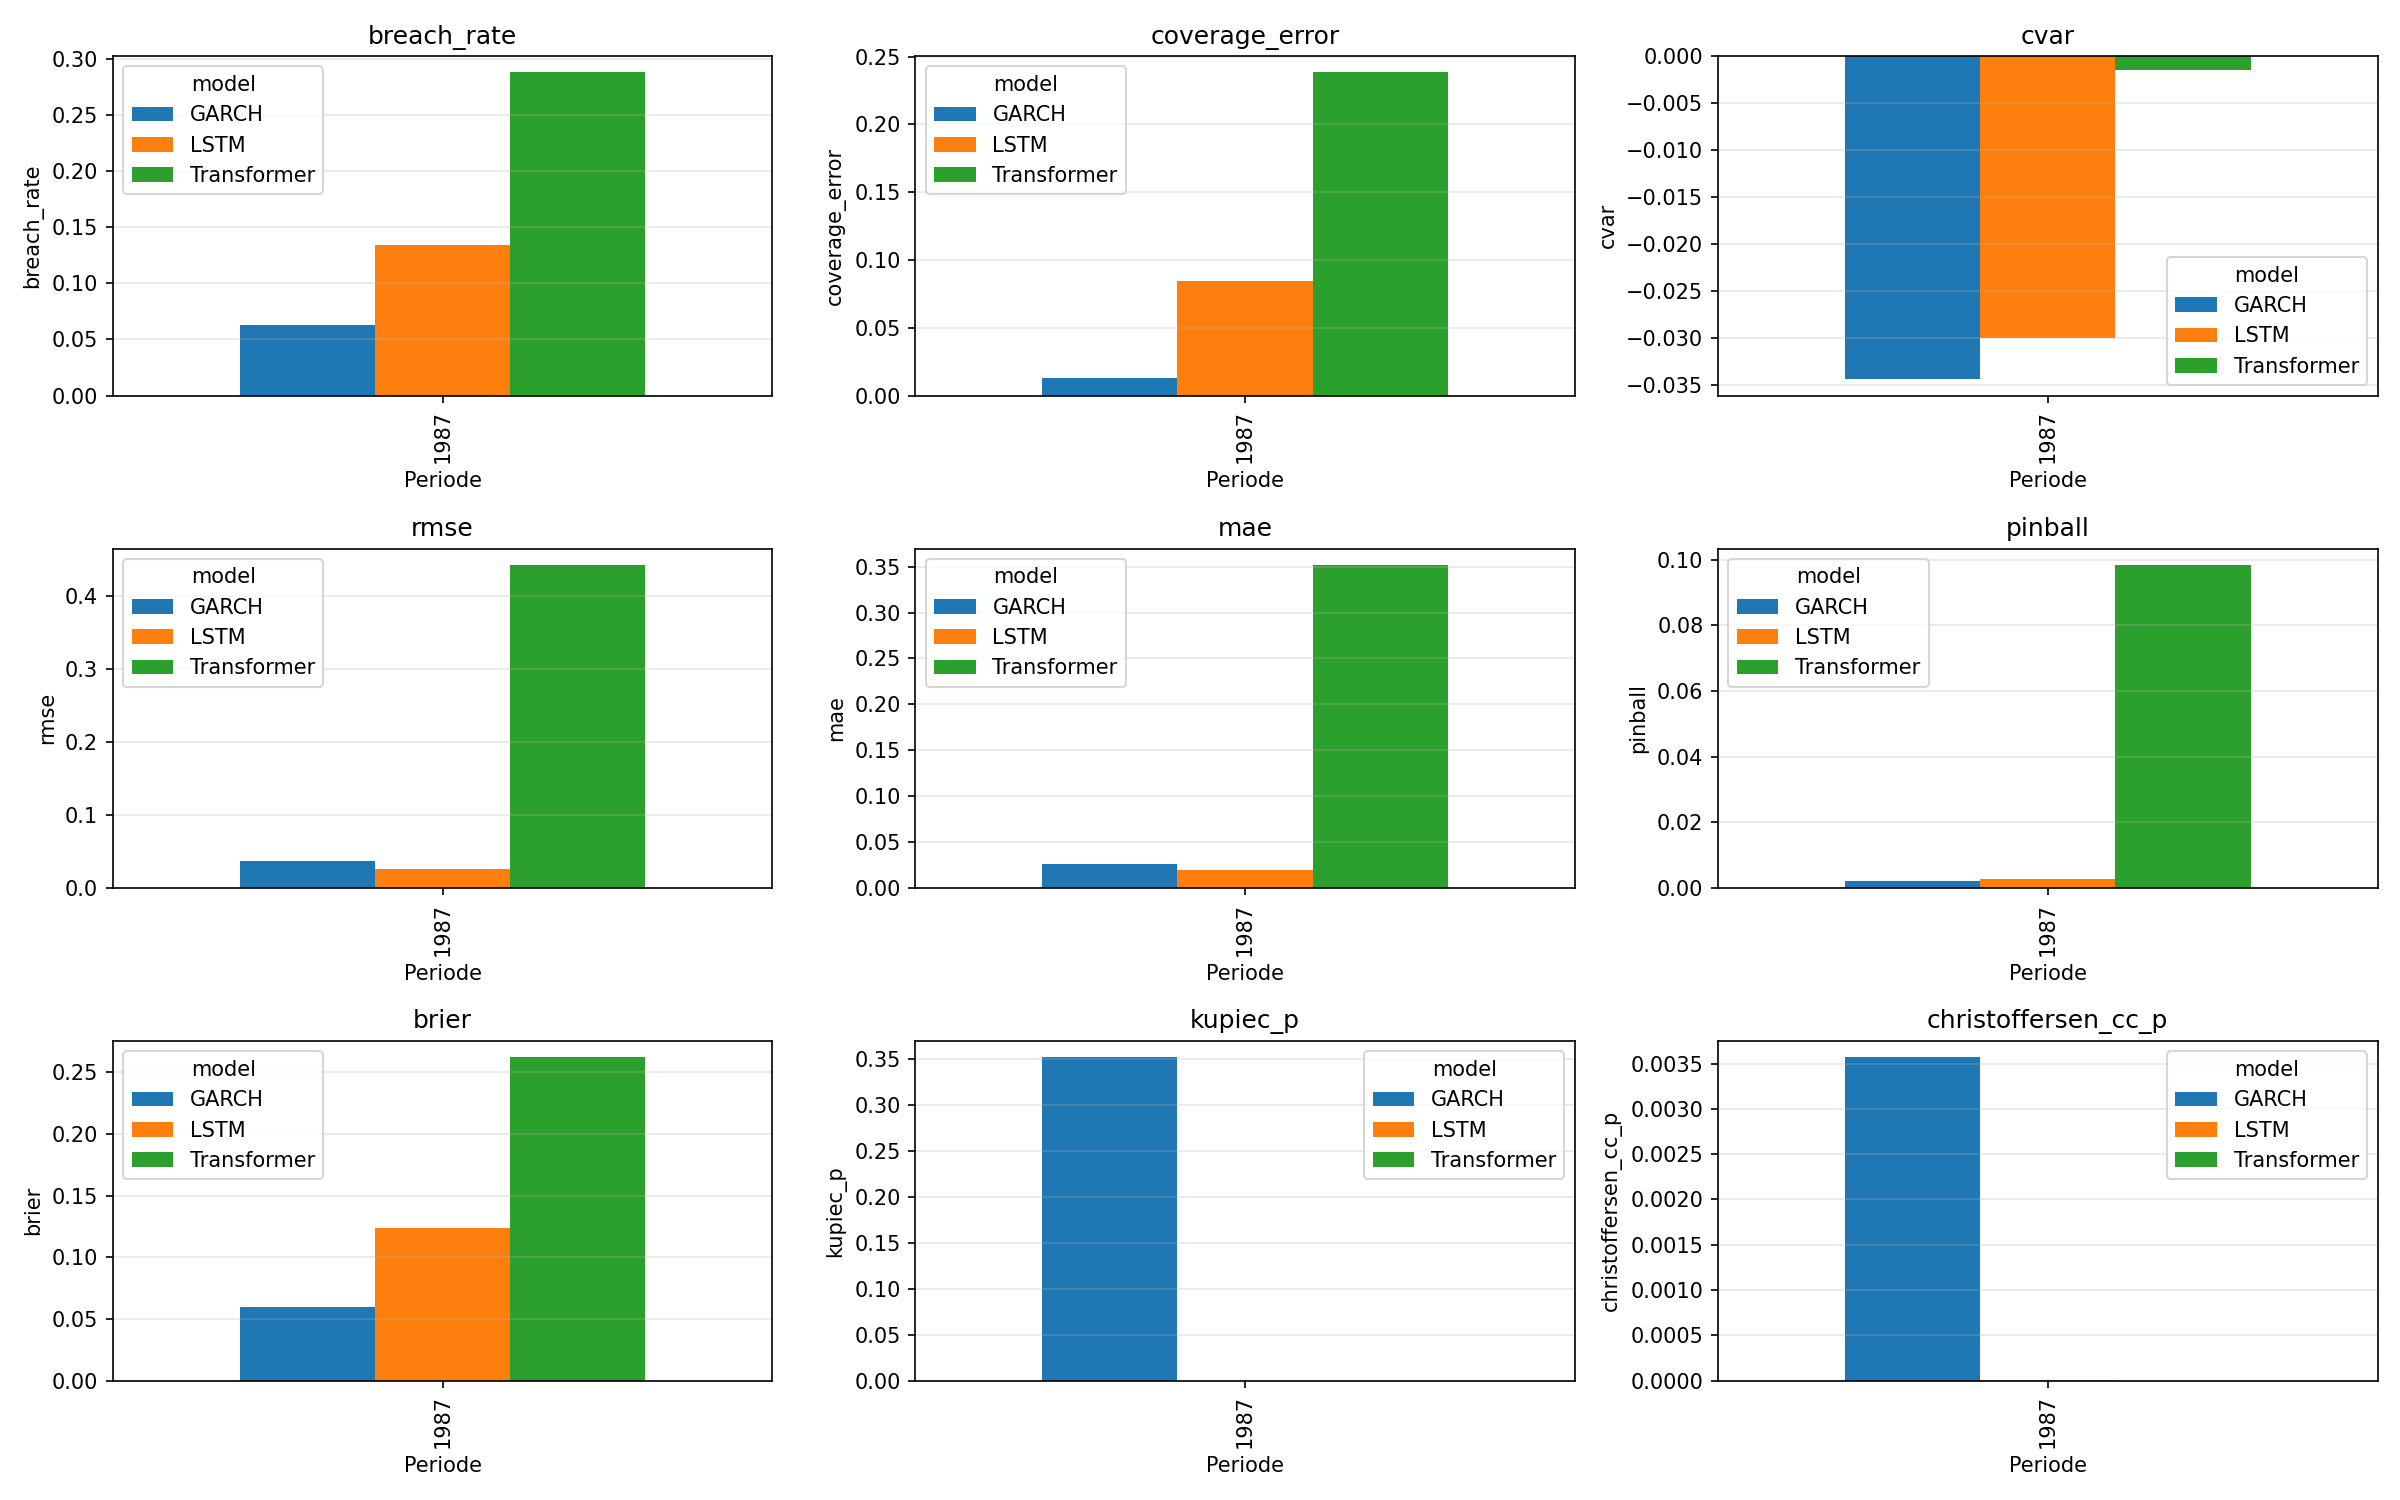 breach_rate
0.30
0.25
0.20
0.15
0.10
0.05
0.00
breach_rate
model
GARCH
LSTM
Transformer
1987
Periode
coverage_error
0.25
0.20
0.15
0.10
0.05
0.00
coverage_error
model
GARCH
LSTM
Transformer
1987
Periode
cvar
0.000
−0.005
−0.010
−0.015
−0.020
−0.025
−0.030
−0.035
cvar
model
GARCH
LSTM
Transformer
1987
Periode
rmse
0.4
0.3
0.2
0.1
0.0
rmse
model
GARCH
LSTM
Transformer
1987
Periode
mae
0.35
0.30
0.25
0.20
0.15
0.10
0.05
0.00
mae
model
GARCH
LSTM
Transformer
1987
Periode
pinball
0.10
0.08
0.06
0.04
0.02
0.00
pinball
model
GARCH
LSTM
Transformer
1987
Periode
brier
0.25
0.20
0.15
0.10
0.05
0.00
brier
model
GARCH
LSTM
Transformer
1987
Periode
kupiec_p
0.35
0.30
0.25
0.20
0.15
0.10
0.05
0.00
kupiec_p
model
GARCH
LSTM
Transformer
1987
Periode
christoffersen_cc_p
0.0035
0.0030
0.0025
0.0020
0.0015
0.0010
0.0005
0.0000
christoffersen_cc_p
model
GARCH
LSTM
Transformer
1987
Periode